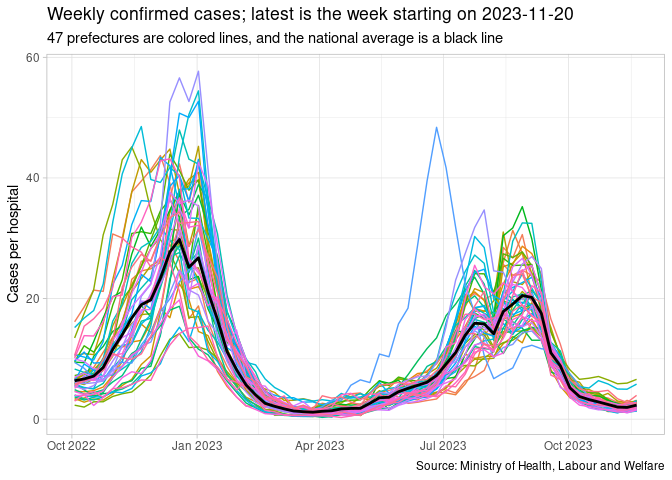 Weekly confirmed cases; latest is the week starting on 2023-11-20
47 prefectures are colored lines, and the national average is a black line
Cases per hospital
60
40
20
0
Oct 2022 Jan 2023 Apr 2023 Jul 2023 Oct 2023
Source: Ministry of Health, Labour and Welfare